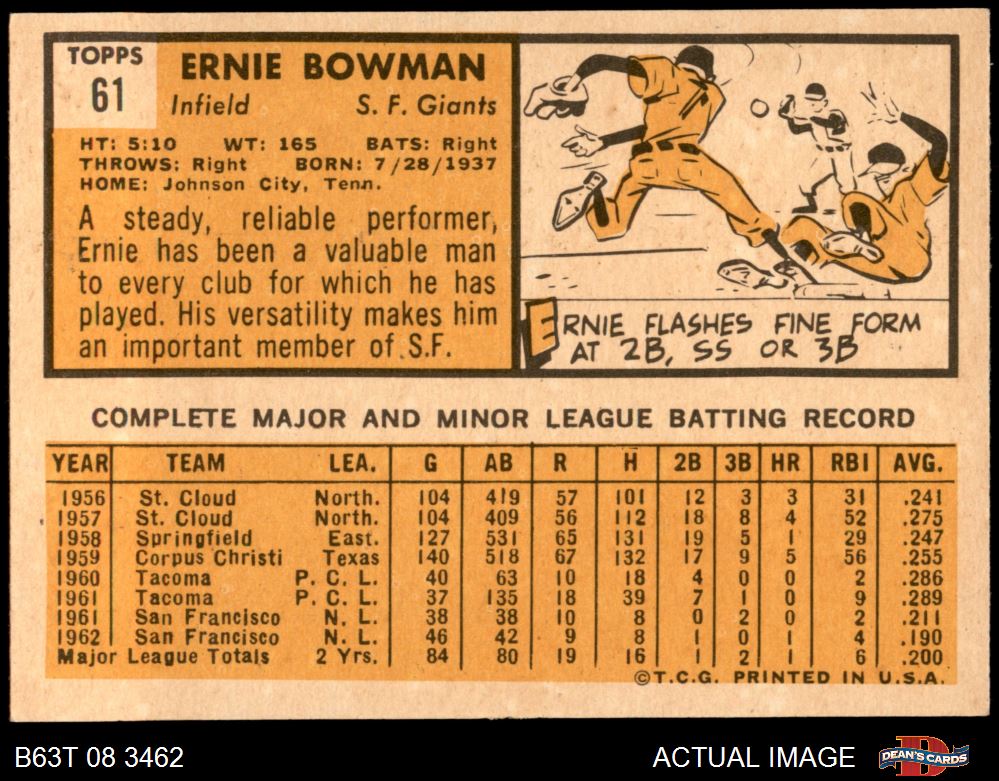 TOPPS
61
ERNIE BOWMAN
Infield S. F. Giants
HT: 5:10 WT: 165 BATS: Right
THROWS: Right BORN: 7/28/1937
HOME: Johnson City, Tenn.
A steady, reliable performer,
Ernie has been a valuable man
to every club for which he has
played. His versatility makes him
an important member of S.F.
ERNIE FLASHES FINE FORM
AT 2B, SS OR 3B
COMPLETE MAJOR AND MINOR LEAGUE BATTING RECORD
YEAR TEAM LEA. G AB R H 2B 3B HR RBI AVG.
1956 St. Cloud North. 104 419 57 101 12 3 3 31 .241
1957 St. Cloud North. 104 409 56 112 18 8 4 52 .275
1958 Springfield East. 127 531 65 131 19 5 1 29 .247
1959 Corpus Christi Texas 140 518 67 132 17 9 5 56 .255
1960 Tacoma P. C. L. 40 63 10 18 4 0 0 2 .286
1961 Tacoma P. C. L. 37 135 18 39 7 1 0 9 .289
1961 San Francisco N. L. 38 38 10 8 0 2 0 2 .211
1962 San Francisco N. L. 46 42 9 8 1 0 1 4 .190
Major League Totals 2 Yrs. 84 80 19 16 1 2 1 6 .200
©T.C.G. PRINTED IN U.S.A.
B63T 08 3462 ACTUAL IMAGE DEAN'S CARDS